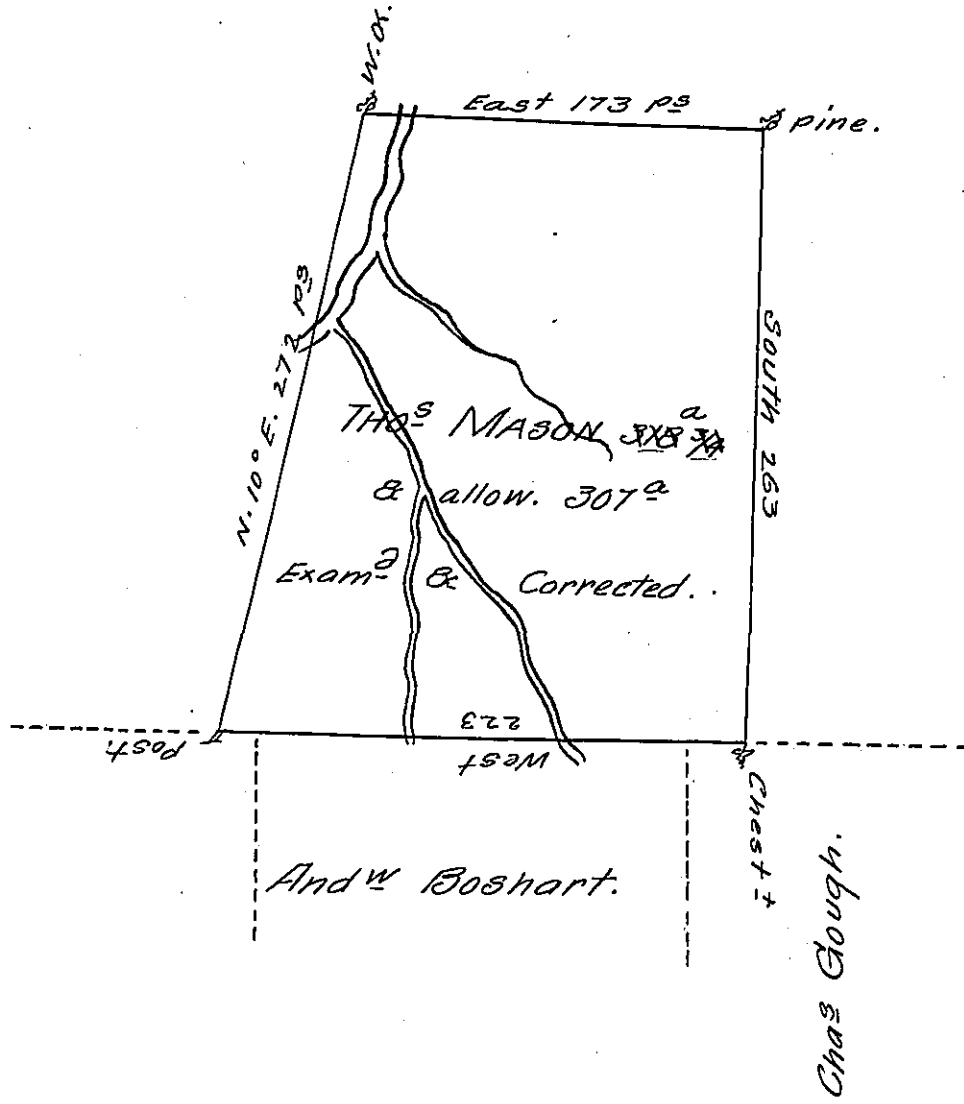 W.O.
East 173 ps
pine.
N. 10° E. 272 ps
South 263
Thos Mason
& allow. 307a
Examd & Corrected..
223
West
Post
Chestt
Andw Boshart.
Chas Gough.